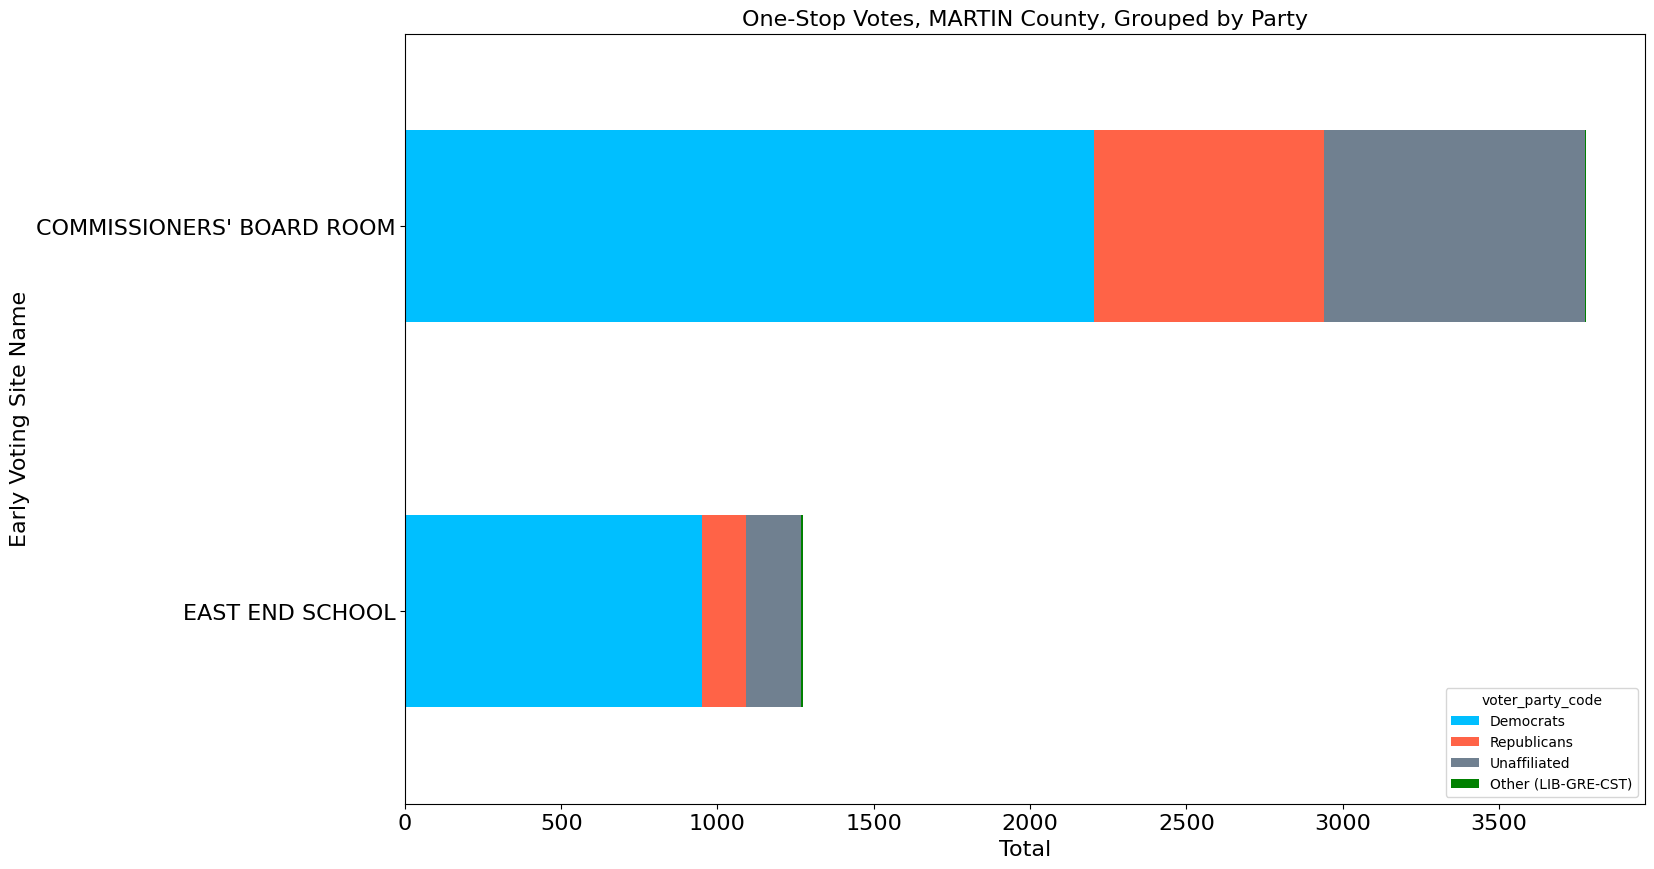 One-Stop Votes, MARTIN County, Grouped by Party
Early Voting Site Name
COMMISSIONERS' BOARD ROOM
EAST END SCHOOL
voter_party_code
Democrats
Republicans
Unaffiliated
Other (LIB-GRE-CST)
0 500 1000 1500 2000 2500 3000 3500
Total